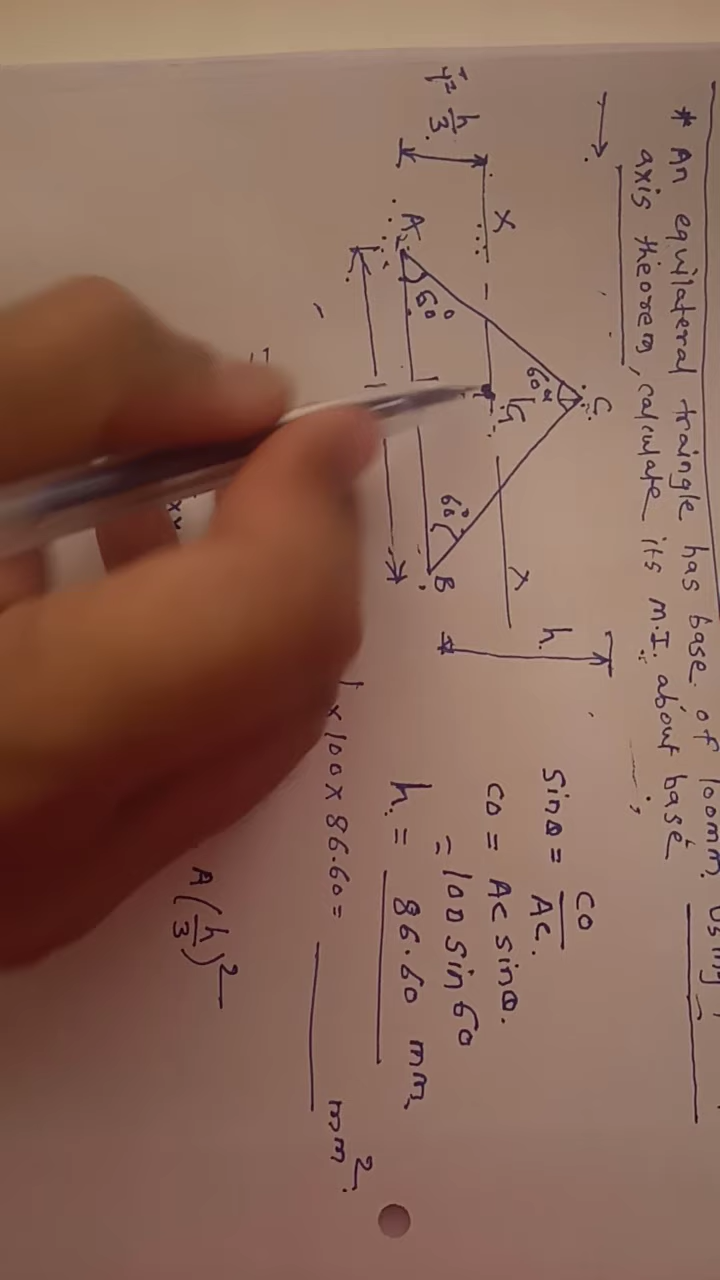 * An equilateral traingle has base of 100mm. Using
axis theorem, calculate its M.I. about base
→
C
60°
G
X
X
ȳ = h/3
h
A
60°
60°
B
sinθ = CO/AC.
CO = AC sinθ.
= 100 sin 60
h = 86.60 mm
x 100 x 86.60 = mm².
A(h/3)²